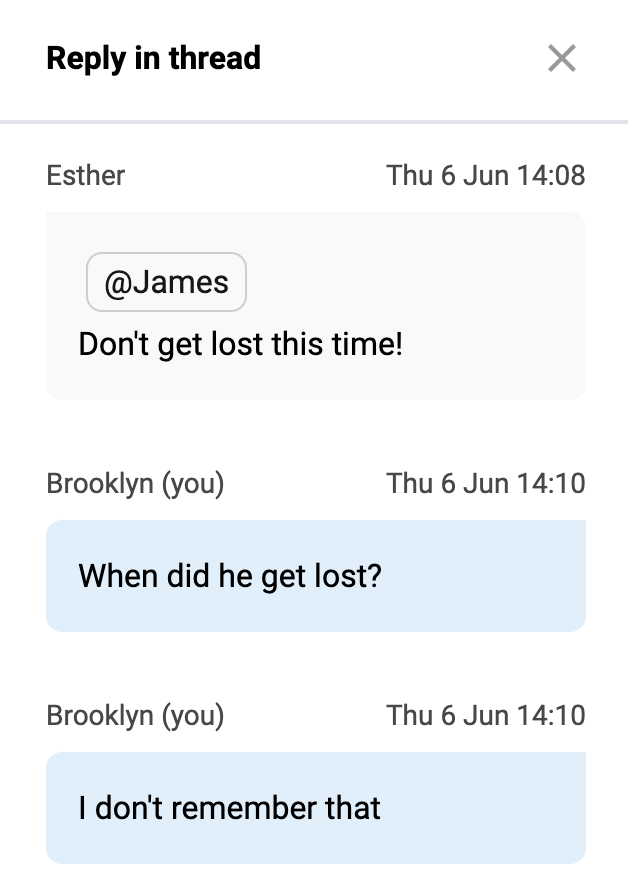 Reply in thread
Esther Thu 6 Jun 14:08
@James
Don't get lost this time!
Brooklyn (you) Thu 6 Jun 14:10
When did he get lost?
Brooklyn (you) Thu 6 Jun 14:10
I don't remember that